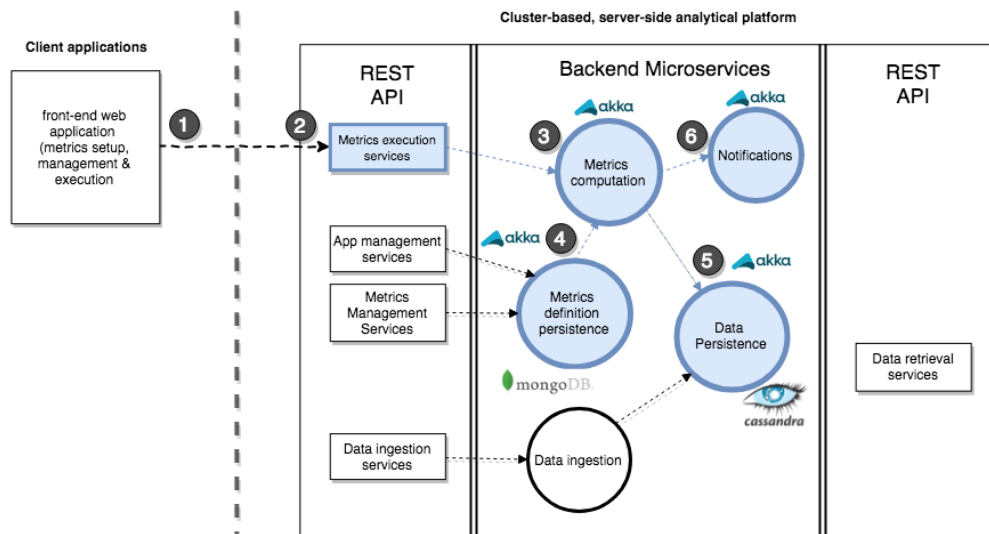 Cluster-based, server-side analytical platform
Client applications
front-end web
application
(metrics setup,
management &
execution
1
2
REST
API
Metrics execution
services
App management
services
Metrics
Management
Services
Data ingestion
services
Backend Microservices
akka
3
Metrics
computation
akka
6
Notifications
akka
4
Metrics
definition
persistence
mongoDB
5
akka
Data
Persistence
cassandra
Data ingestion
REST
API
Data retrieval
services